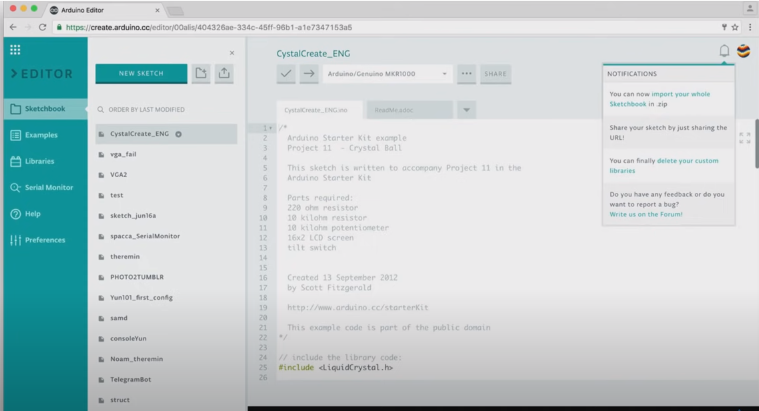 Arduino Editor
https://create.arduino.cc/editor/00alis/404326ae-334c-45ff-96b1-a1e7347153a5
EDITOR
Sketchbook
Examples
Libraries
Serial Monitor
Help
Preferences
NEW SKETCH
ORDER BY LAST MODIFIED
CypstalCreate_ENG
vga_fail
VGA2
test
sketch_jun16a
spacca_SerialMonitor
theremin
PHOTO2TUMBLR
Yun101_first_config
samd
consoleYun
Noam_theremin
TelegramBot
struct
CystalCreate_ENG
Arduino/Genuino MKR1000
SHARE
CystalCreate_ENG.ino
ReadMe.adoc
1 /*
2 Arduino Starter Kit example
3 Project 11 - Crystal Ball
4
5 This sketch is written to accompany Project 11 in the
6 Arduino Starter Kit
7
8 Parts required:
9 220 ohm resistor
10 10 kilohm resistor
11 10 kilohm potentiometer
12 16x2 LCD screen
13 tilt switch
14
15
16 Created 13 September 2012
17 by Scott Fitzgerald
18
19 http://www.arduino.cc/starterKit
20
21 This example code is part of the public domain
22 */
23
24 // include the library code:
25 #include <LiquidCrystal.h>
26
NOTIFICATIONS
You can now import your whole
Sketchbook in .zip
Share your sketch by just sharing the
URL!
You can finally delete your custom
libraries
Do you have any feedback or do you
want to report a bug?
Write us on the Forum!